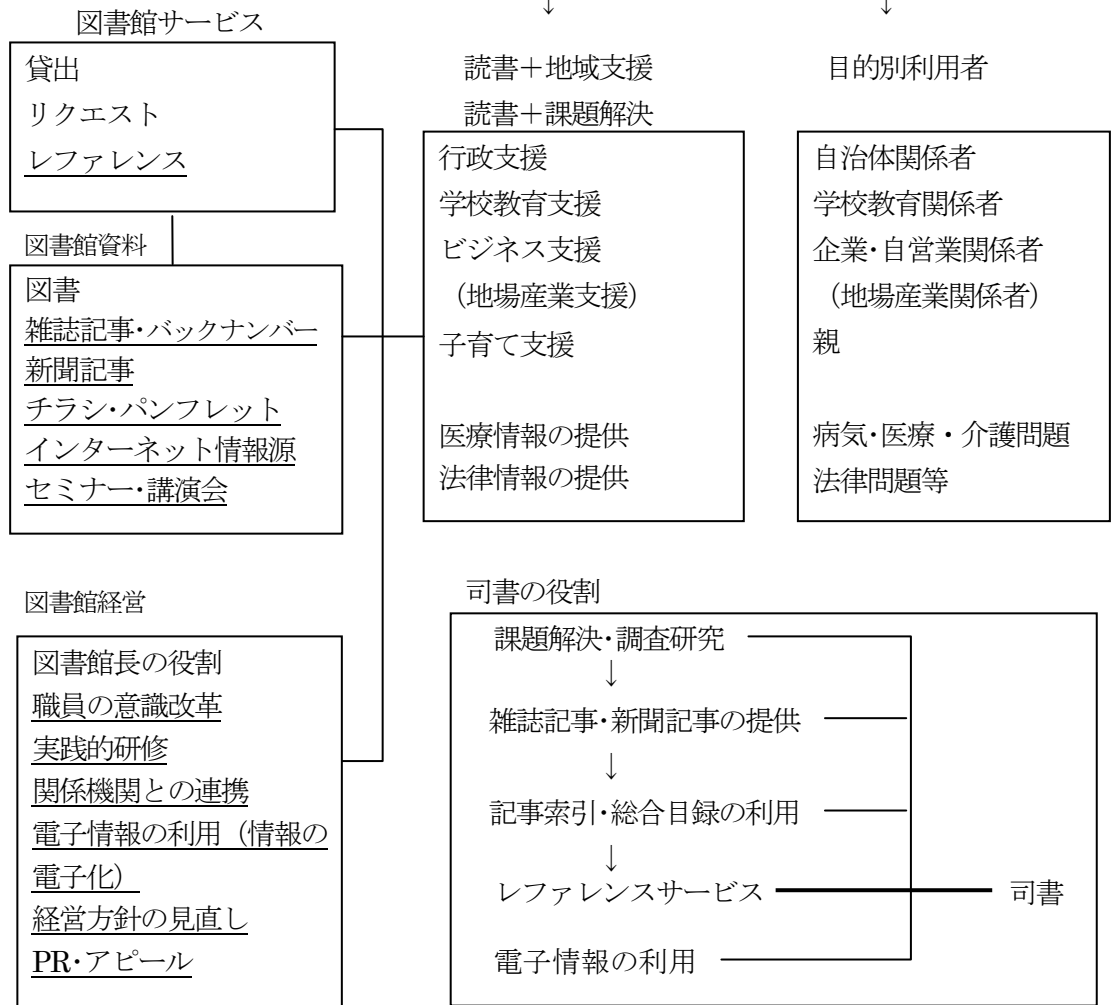 ↓ ↓
図書館サービス
貸出
リクエスト
レファレンス
図書館資料
図書
雑誌記事・バックナンバー
新聞記事
チラシ・パンフレット
インターネット情報源
セミナー・講演会
図書館経営
図書館長の役割
職員の意識改革
実践的研修
関係機関との連携
電子情報の利用（情報の
電子化）
経営方針の見直し
PR・アピール
読書＋地域支援
読書＋課題解決
行政支援
学校教育支援
ビジネス支援
（地場産業支援）
子育て支援
医療情報の提供
法律情報の提供
目的別利用者
自治体関係者
学校教育関係者
企業・自営業関係者
（地場産業関係者）
親
病気・医療・介護問題
法律問題等
司書の役割
課題解決・調査研究
↓
雑誌記事・新聞記事の提供
↓
記事索引・総合目録の利用
↓
レファレンスサービス
司書
電子情報の利用